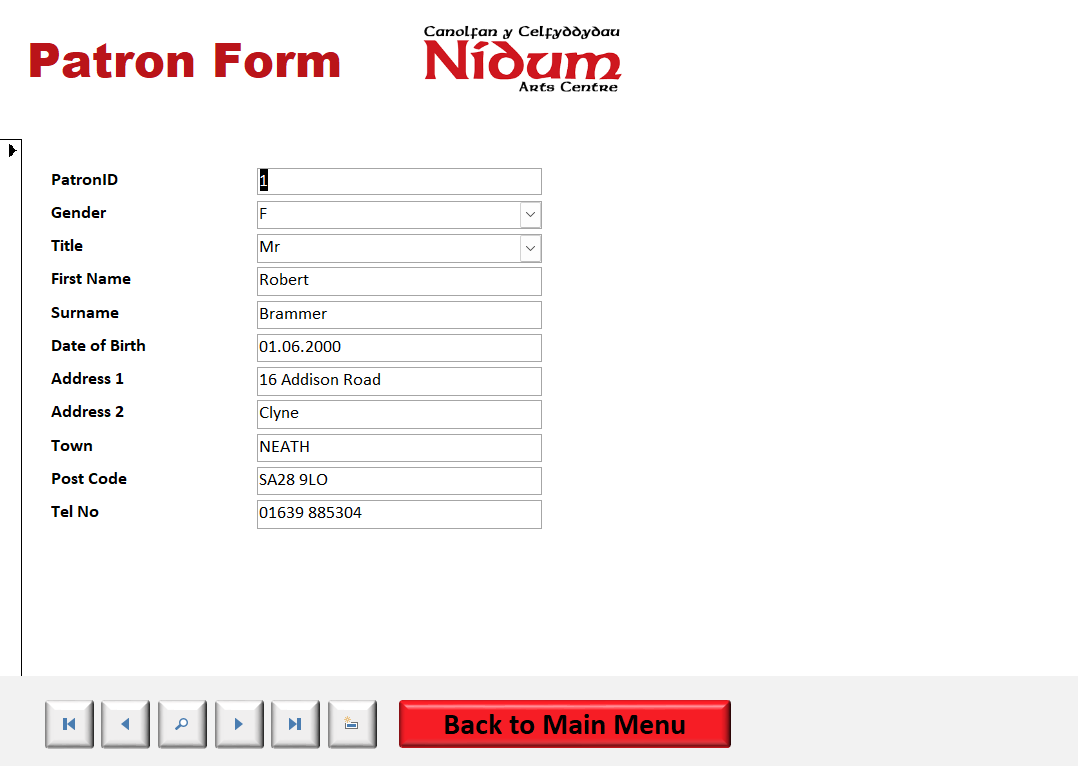 Patron Form
Canolfan y Celfyddydau
Nidum
Arts Centre
PatronID 1
Gender F
Title Mr
First Name Robert
Surname Brammer
Date of Birth 01.06.2000
Address 1 16 Addison Road
Address 2 Clyne
Town NEATH
Post Code SA28 9LO
Tel No 01639 885304
Back to Main Menu